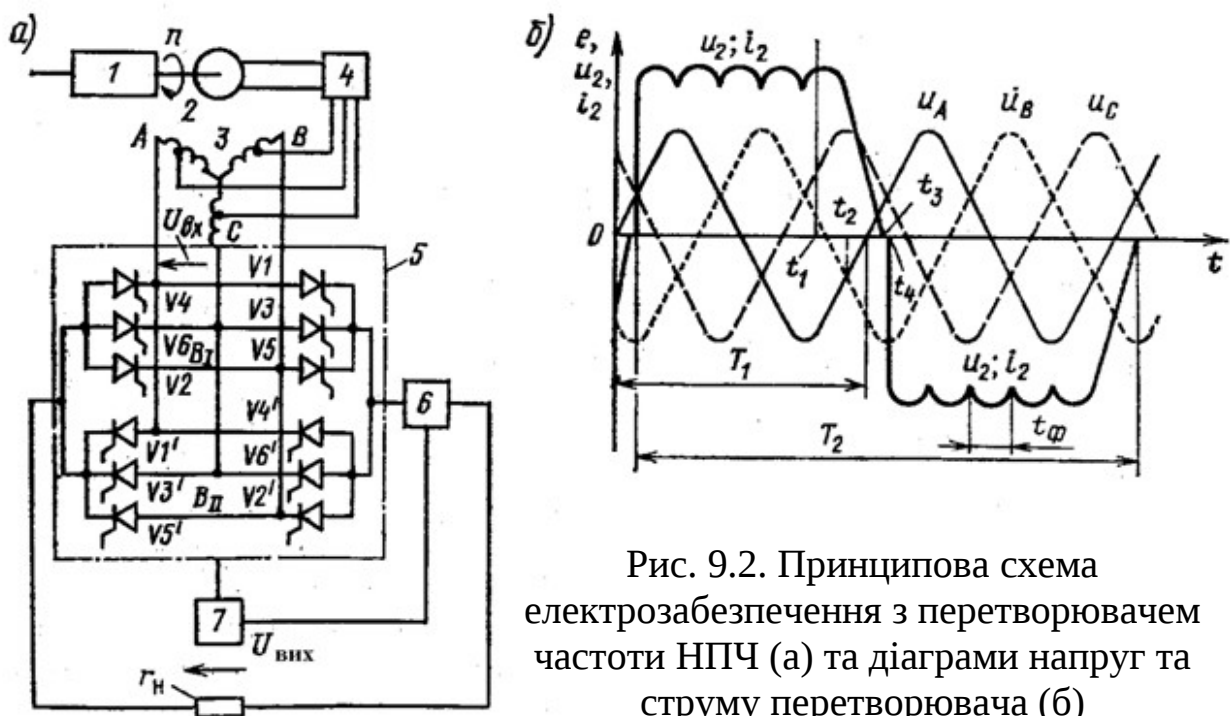 а)
n
1
2
4
A
3
B
Uвх
C
5
V1
V4
V3
V6
BI
V5
V2
6
V4'
V1'
V6'
V3'
BII
V2'
V5'
7
Uвих
rн
б)
e,
u2,
i2
u2; i2
uA
uB
uC
0
t1
t2
t3
t4
t
T1
u2; i2
tф
T2
Рис. 9.2. Принципова схема
електрозабезпечення з перетворювачем
частоти НПЧ (а) та діаграми напруг та
струму перетворювача (б)